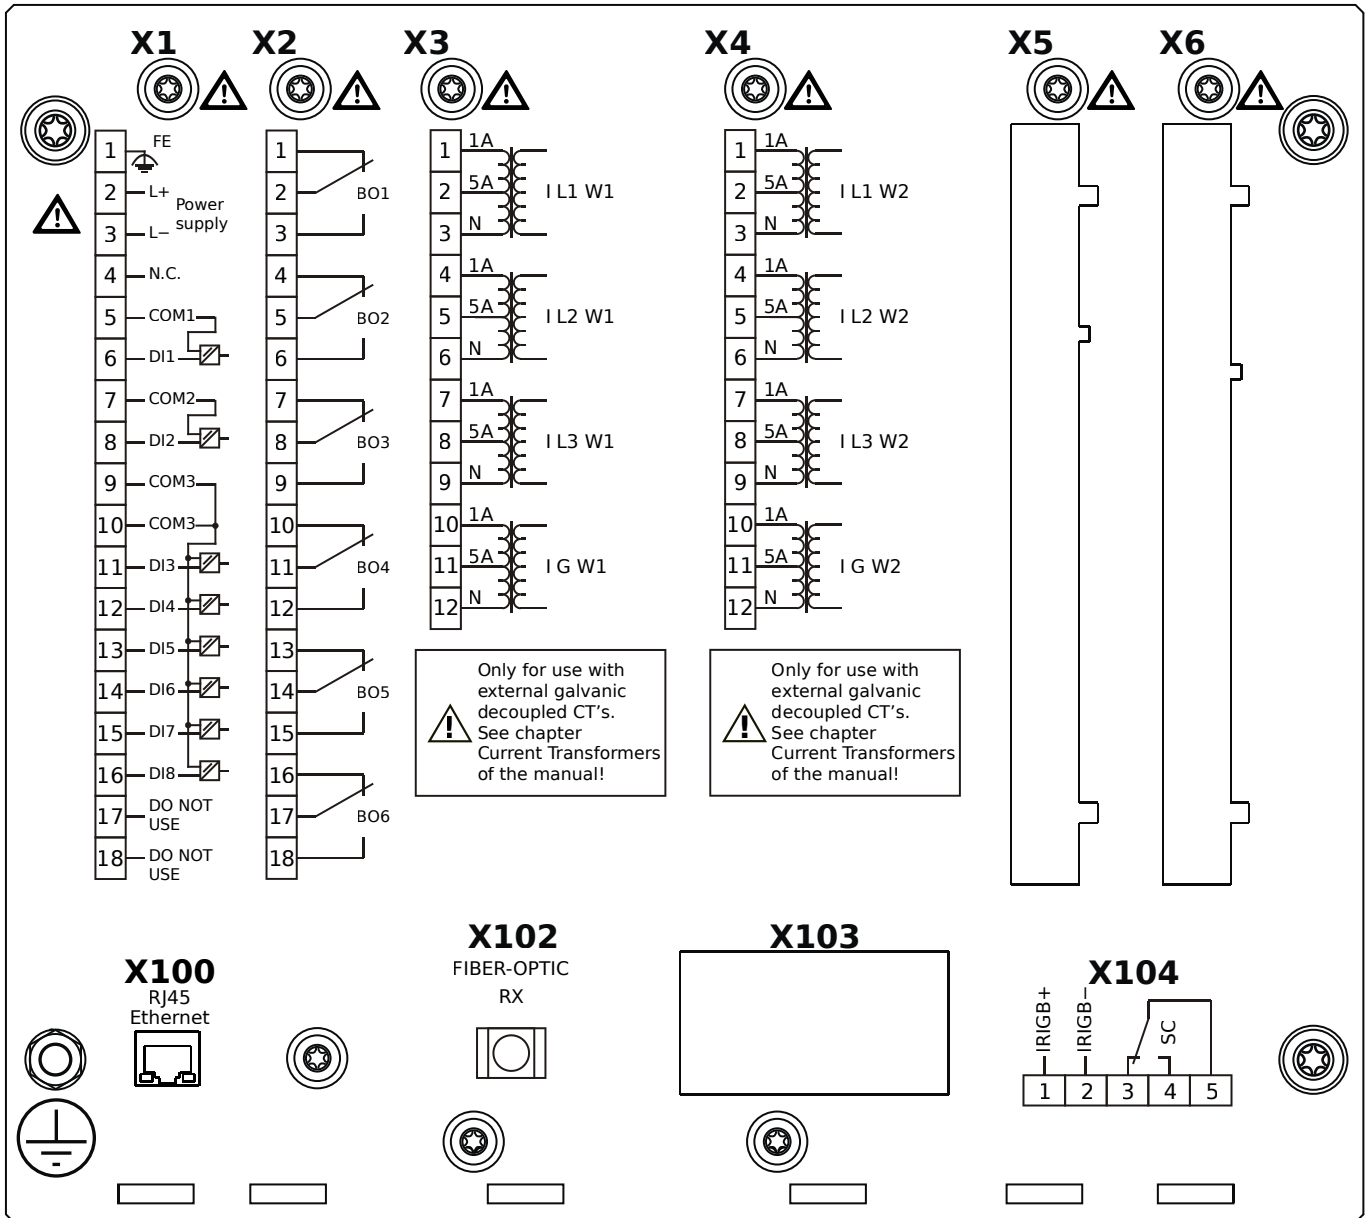 X1
X2
X3
X4
X5
X6
1 FE
2 L+
Power
supply
3 L−
4 N.C.
5 COM1
6 DI1
7 COM2
8 DI2
9 COM3
10 COM3
11 DI3
12 DI4
13 DI5
14 DI6
15 DI7
16 DI8
17 DO NOT
USE
18 DO NOT
USE
1
2 BO1
3
4
5 BO2
6
7
8 BO3
9
10
11 BO4
12
13
14 BO5
15
16
17 BO6
18
1 1A
2 5A I L1 W1
3 N
4 1A
5 5A I L2 W1
6 N
7 1A
8 5A I L3 W1
9 N
10 1A
11 5A I G W1
12 N
!
Only for use with
external galvanic
decoupled CT's.
See chapter
Current Transformers
of the manual!
1 1A
2 5A I L1 W2
3 N
4 1A
5 5A I L2 W2
6 N
7 1A
8 5A I L3 W2
9 N
10 1A
11 5A I G W2
12 N
!
Only for use with
external galvanic
decoupled CT's.
See chapter
Current Transformers
of the manual!
X100
RJ45
Ethernet
X102
FIBER-OPTIC
RX
X103
X104
IRIGB+
IRIGB−
SC
1 2 3 4 5